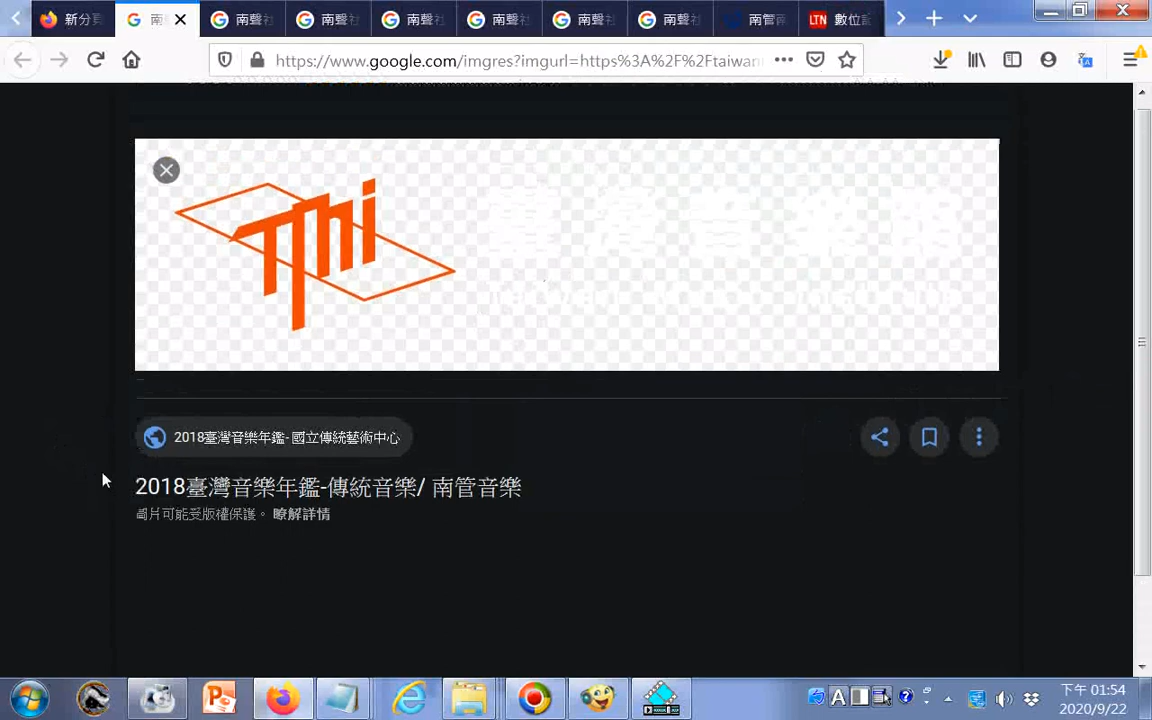 新分
南
南聲社
南聲社
南聲社
南聲社
南聲社
南聲社
南管南
LTN 數位
https://www.google.com/imgres?imgurl=https%3A%2F%2Ftaiwan
Tmi
2018臺灣音樂年鑑- 國立傳統藝術中心
2018臺灣音樂年鑑-傳統音樂/ 南管音樂
圖片可能受版權保護。 瞭解詳情
A
下午 01:54
2020/9/22